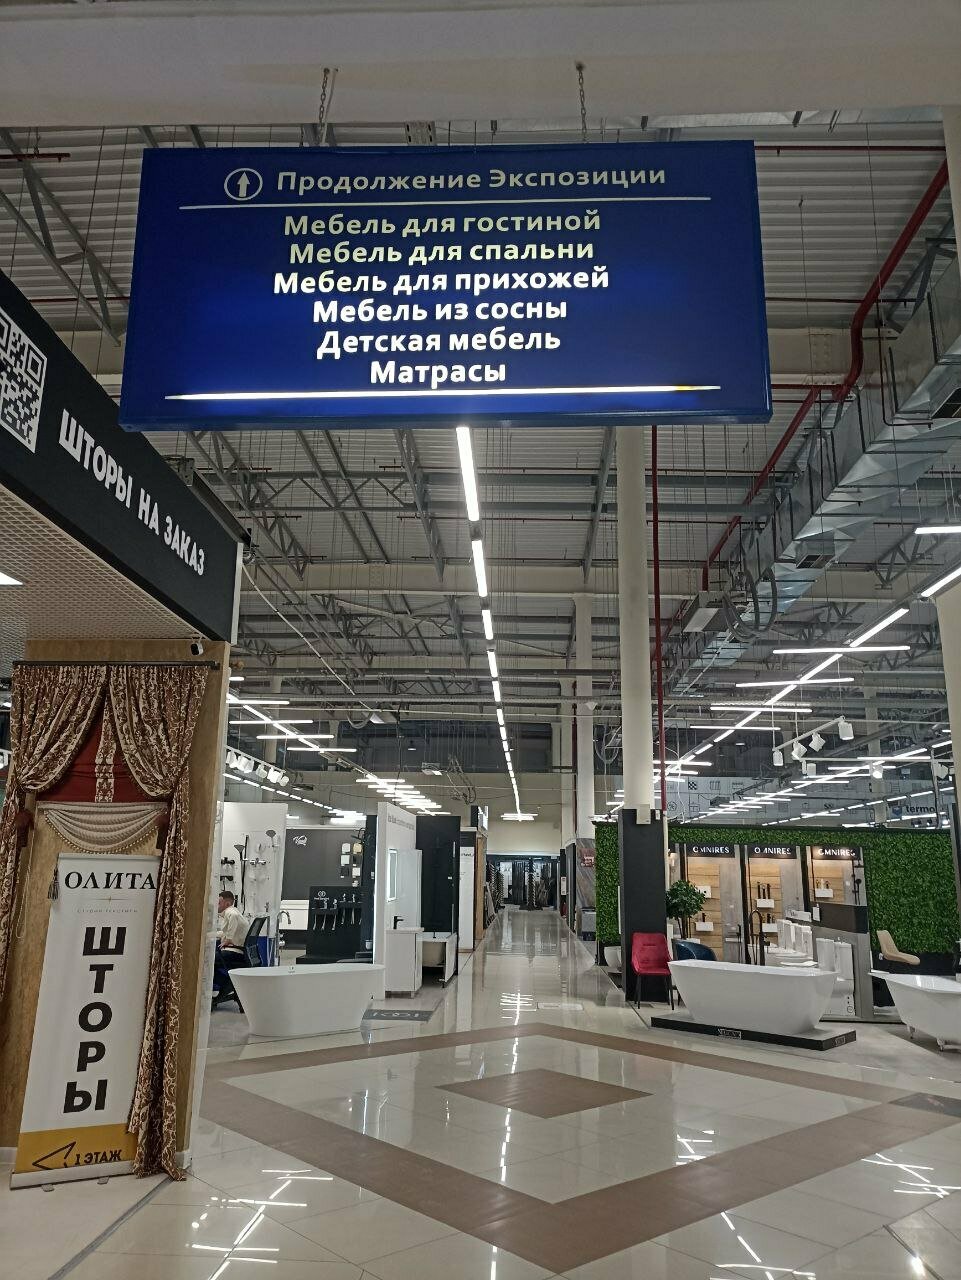 Продолжение Экспозиции
Мебель для гостиной
Мебель для спальни
Мебель для прихожей
Мебель из сосны
Детская мебель
Матрасы
ШТОРЫ НА ЗАКАЗ
ОЛИТА
ШТОРЫ
1 ЭТАЖ
OMNIRES
OMNIRES
OMNIRES
termo